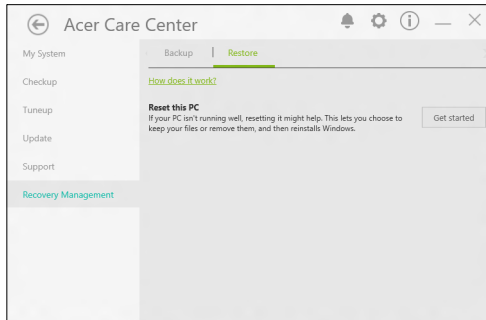 Acer Care Center
My System
Checkup
Tuneup
Update
Support
Recovery Management
Backup | Restore
How does it work?
Reset this PC
If your PC isn't running well, resetting it might help. This lets you choose to
keep your files or remove them, and then reinstalls Windows.
Get started